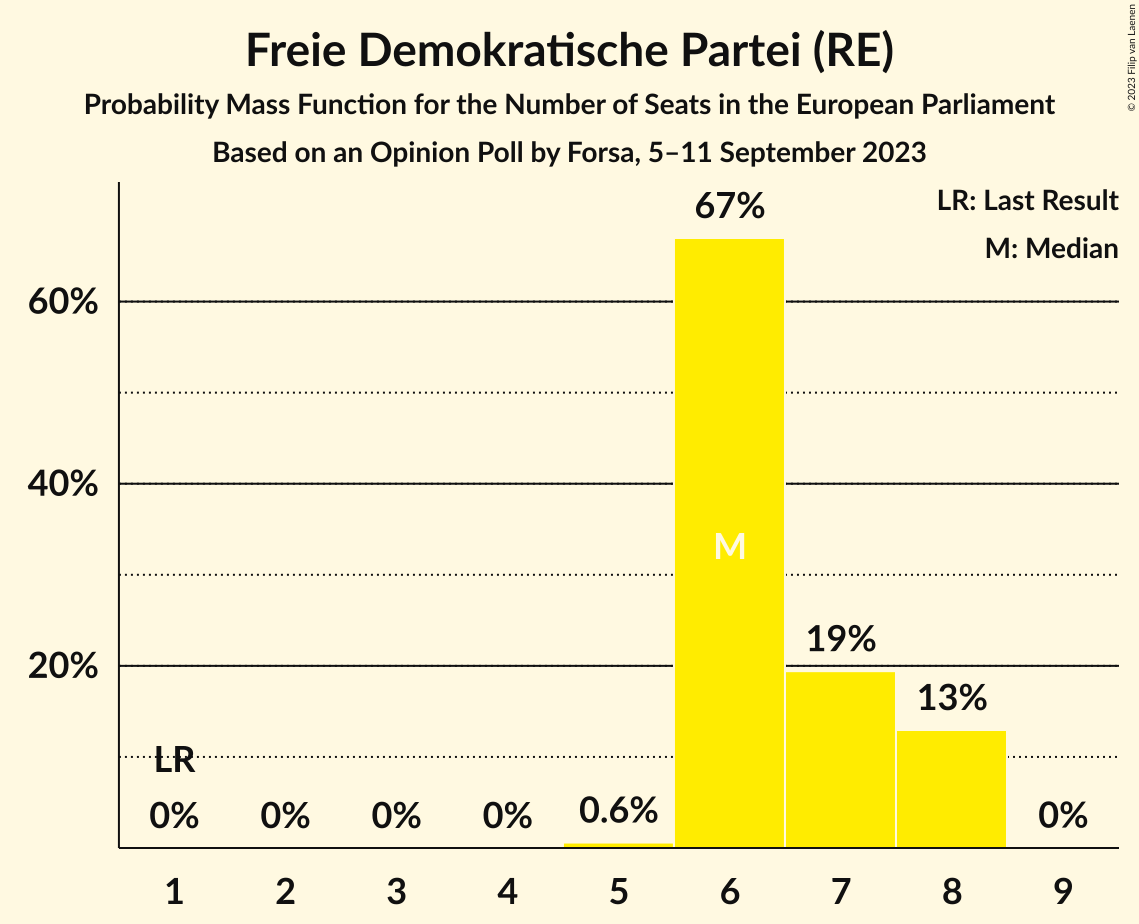 Freie Demokratische Partei (RE)
Probability Mass Function for the Number of Seats in the European Parliament
Based on an Opinion Poll by Forsa, 5–11 September 2023
© 2023 Filip van Laenen
LR: Last Result
M: Median
67%
60%
40%
M
19%
20%
13%
LR
0%
0%
0%
0%
0.6%
0%
1 2 3 4 5 6 7 8 9